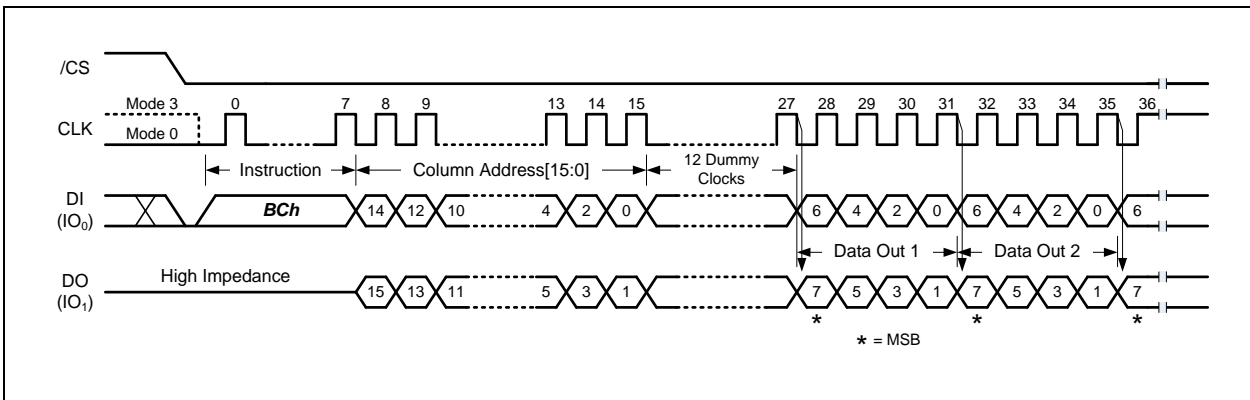 /CS
Mode 3
0 7 8 9 13 14 15 27 28 29 30 31 32 33 34 35 36
CLK
Mode 0
Instruction
Column Address[15:0]
12 Dummy
Clocks
DI
(IO0)
BCh
14 12 10 4 2 0 6 4 2 0 6 4 2 0 6
Data Out 1
Data Out 2
DO
(IO1)
High Impedance
15 13 11 5 3 1 7 5 3 1 7 5 3 1 7
* * *
* = MSB